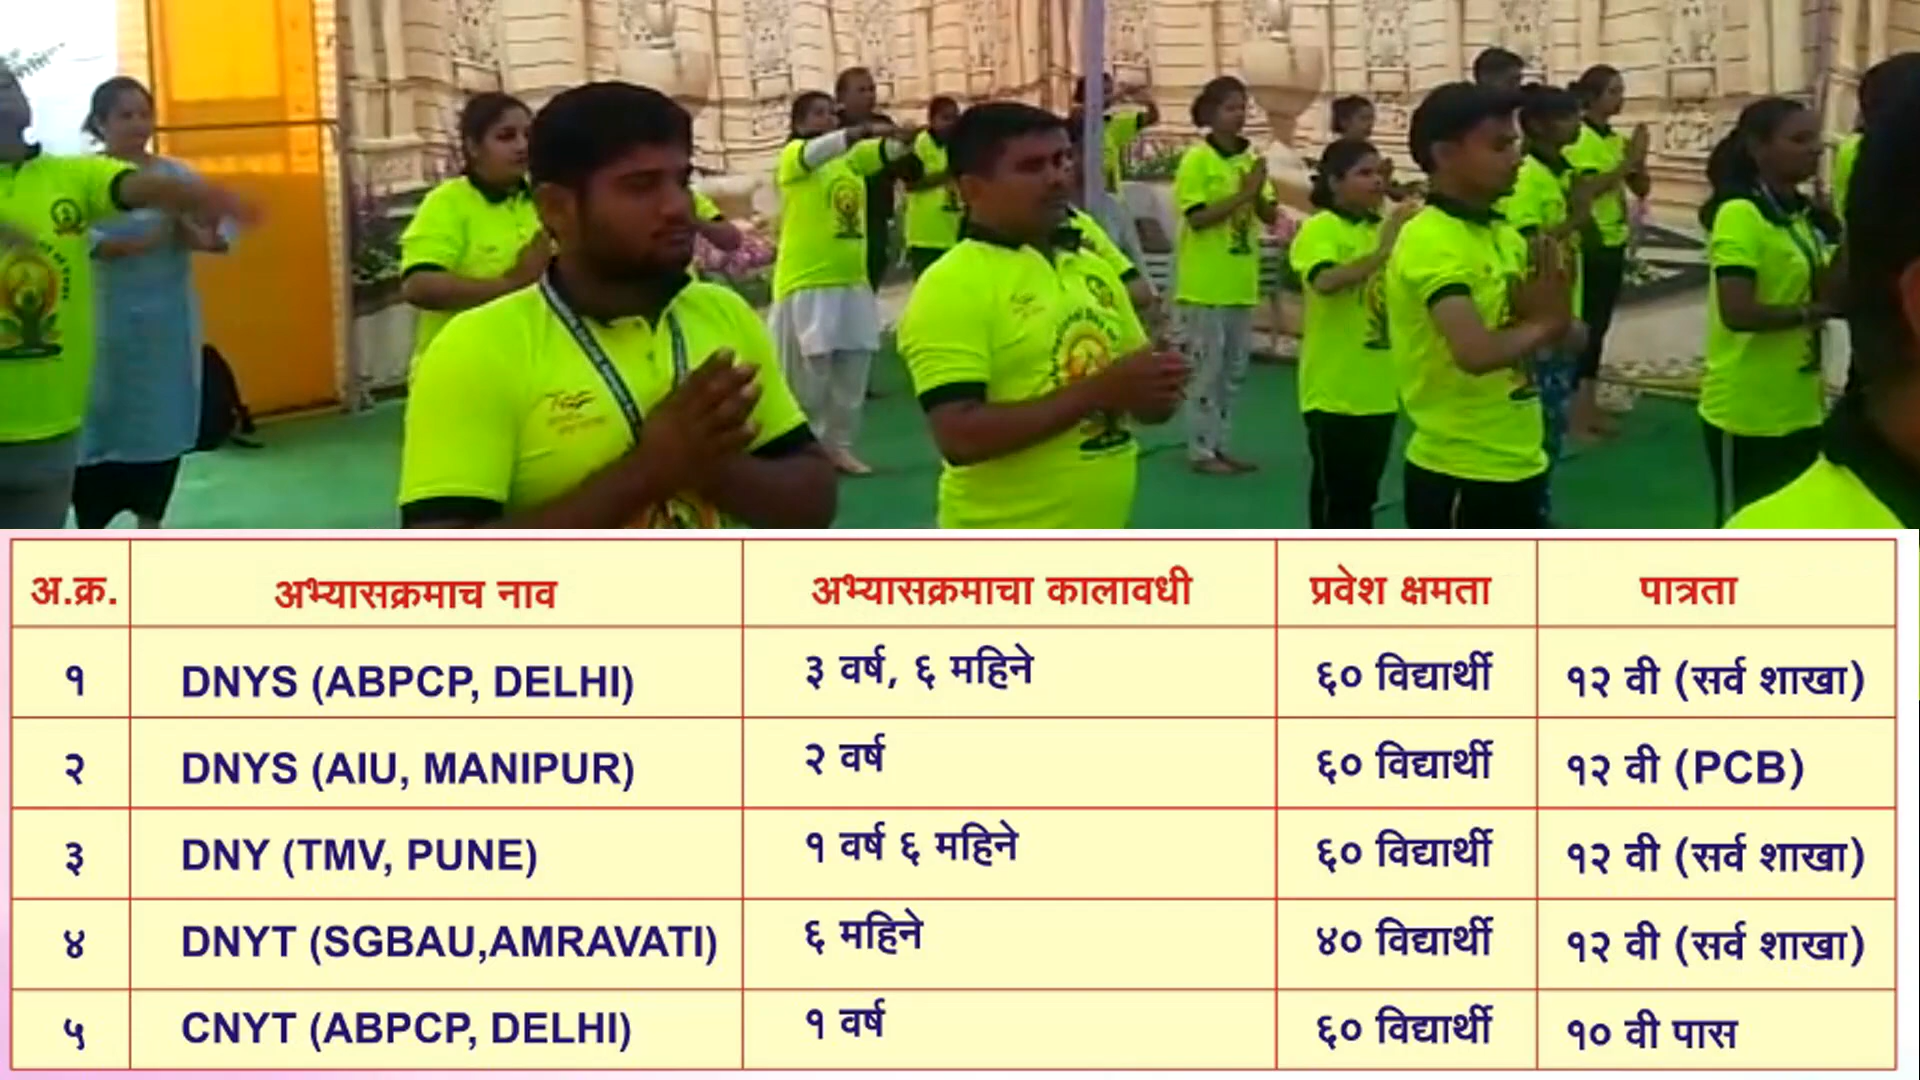 अ.क्र. अभ्यासक्रमाच नाव अभ्यासक्रमाचा कालावधी प्रवेश क्षमता पात्रता
१ DNYS (ABPCP, DELHI) ३ वर्ष, ६ महिने ६० विद्यार्थी १२ वी (सर्व शाखा)
२ DNYS (AIU, MANIPUR) २ वर्ष ६० विद्यार्थी १२ वी (PCB)
३ DNY (TMV, PUNE) १ वर्ष ६ महिने ६० विद्यार्थी १२ वी (सर्व शाखा)
४ DNYT (SGBAU,AMRAVATI) ६ महिने ४० विद्यार्थी १२ वी (सर्व शाखा)
५ CNYT (ABPCP, DELHI) १ वर्ष ६० विद्यार्थी १० वी पास